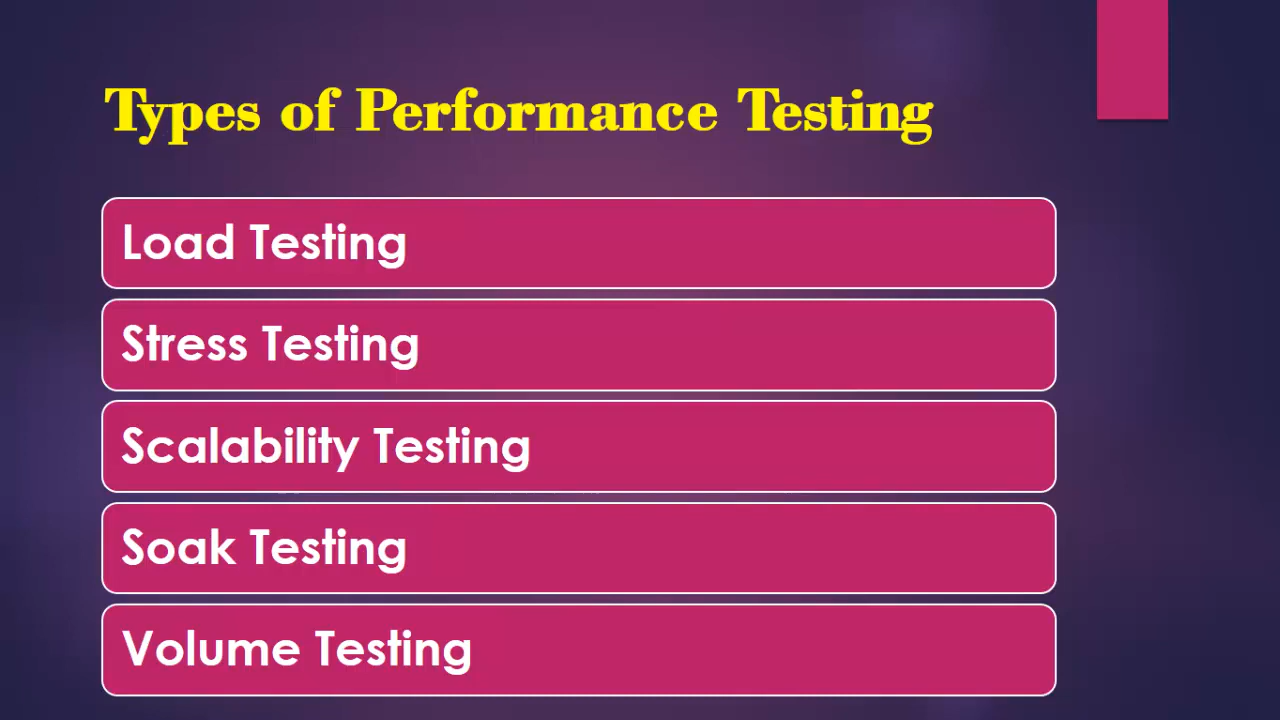 Types of Performance Testing
Load Testing
Stress Testing
Scalability Testing
Soak Testing
Volume Testing